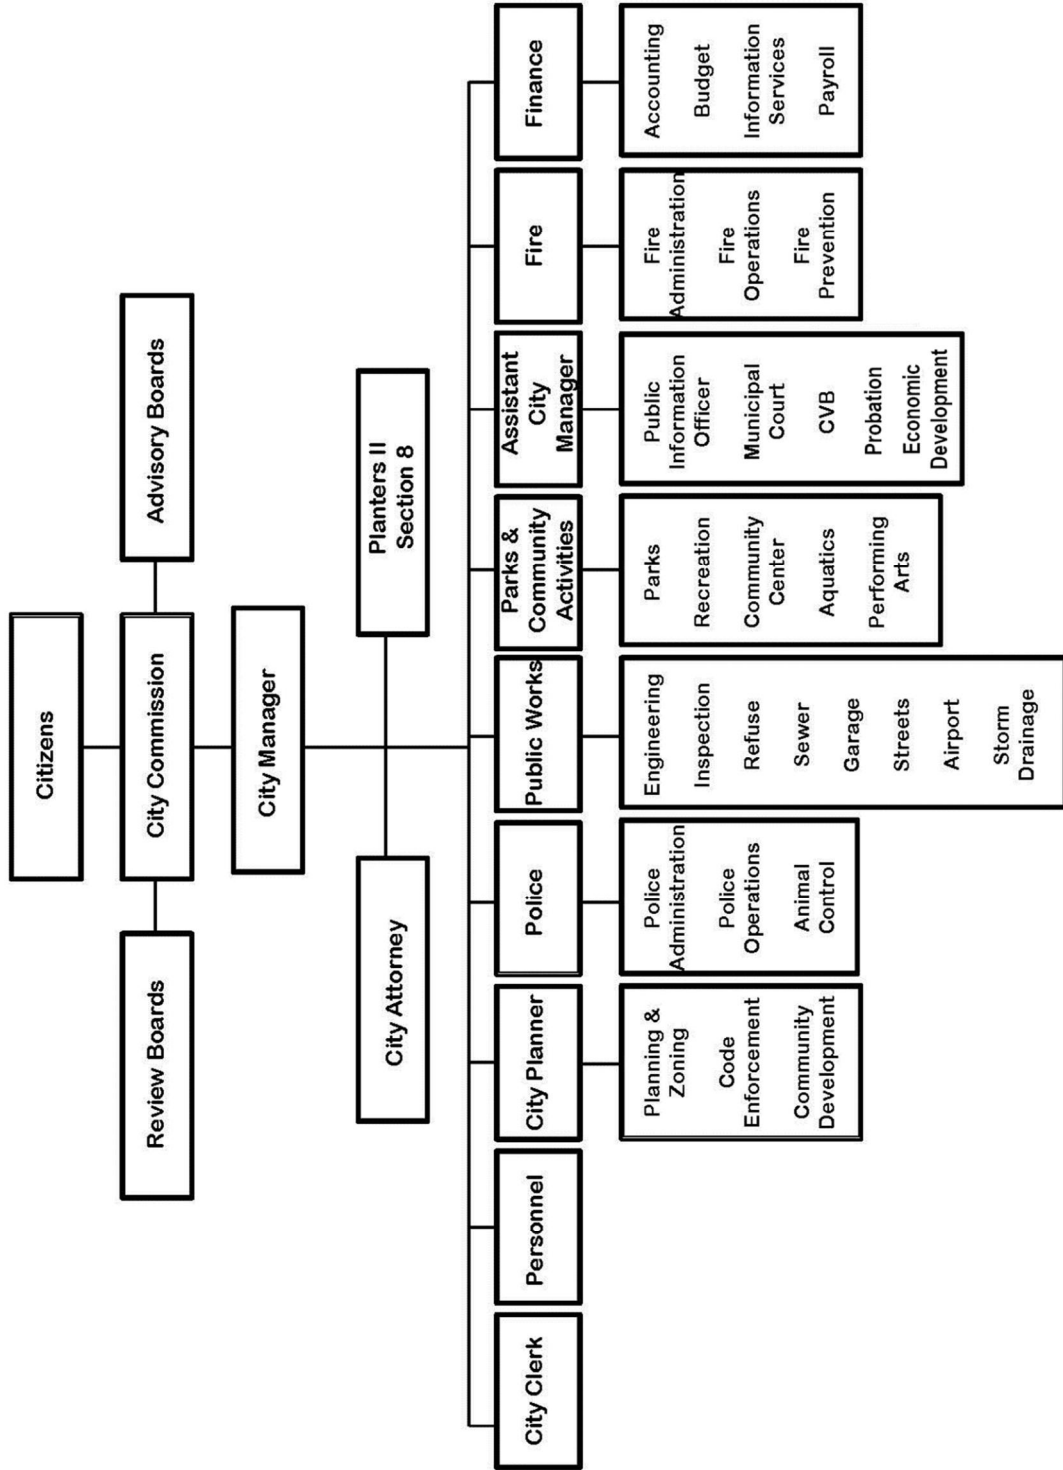 Citizens
Review Boards
City Commission
Advisory Boards
City Manager
City Attorney
Planters II
Section 8
City Clerk
Personnel
City Planner
Police
Public Works
Parks &
Community
Activities
Assistant
City
Manager
Fire
Finance
Planning &
Zoning
Code
Enforcement
Community
Development
Police
Administration
Police
Operations
Animal
Control
Engineering
Inspection
Refuse
Sewer
Garage
Streets
Airport
Storm
Drainage
Parks
Recreation
Community
Center
Aquatics
Performing
Arts
Public
Information
Officer
Municipal
Court
CVB
Probation
Economic
Development
Fire
Administration
Fire
Operations
Fire
Prevention
Accounting
Budget
Information
Services
Payroll